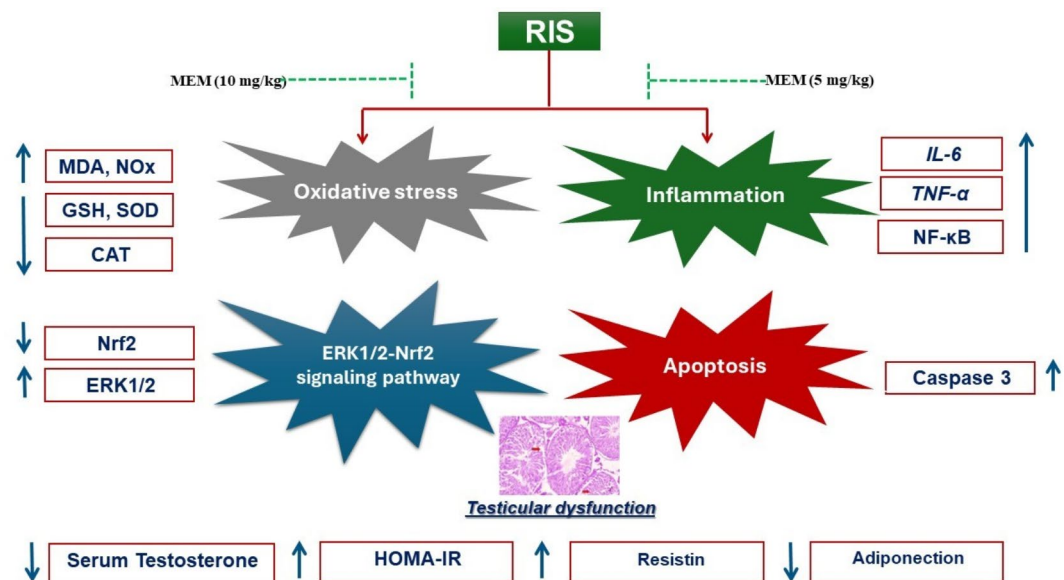 RIS
MEM (10 mg/kg)
MEM (5 mg/kg)
MDA, NOx
GSH, SOD
CAT
Oxidative stress
Inflammation
IL-6
TNF-α
NF-κB
Nrf2
ERK1/2
ERK1/2-Nrf2
signaling pathway
Apoptosis
Caspase 3
Testicular dysfunction
Serum Testosterone
HOMA-IR
Resistin
Adiponection